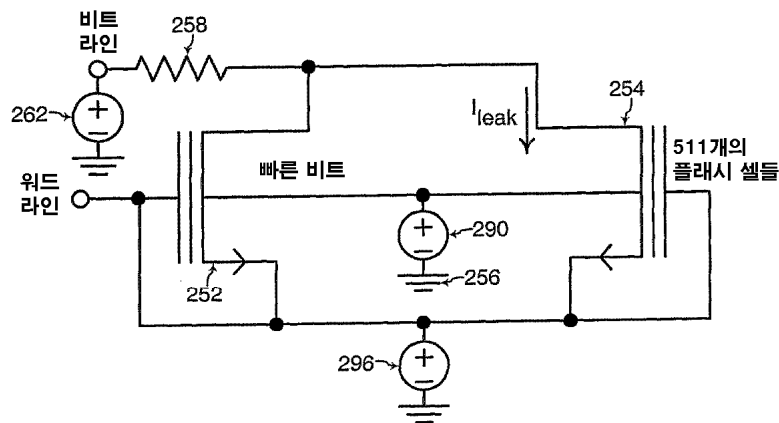 비트
라인
258
262
+
−
워드
라인
빠른 비트
252
I leak
254
511개의
플래시 셀들
+
−
290
256
296
+
−